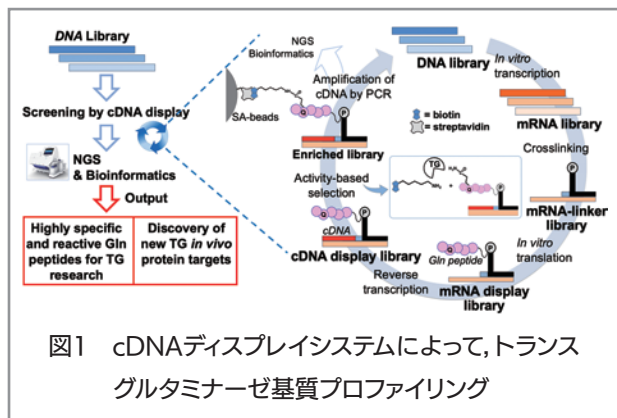 DNA Library
Screening by cDNA display
NGS
& Bioinformatics
Output
Highly specific
and reactive Gln
peptides for TG
research
Discovery of
new TG in vivo
protein targets
NGS
Bioinformatics
Amplification of
cDNA by PCR
SA-beads
Q
P
Enriched library
= biotin
= streptavidin
DNA library
In vitro
transcription
mRNA library
Crosslinking
P
mRNA-linker
library
In vitro
translation
Gln peptide
Q
P
mRNA display
library
Reverse
transcription
cDNA
Q
P
cDNA display library
Activity-based
selection
TG
+
Q
P
図1 cDNAディスプレイシステムによって,トランス
グルタミナーゼ基質プロファイリング